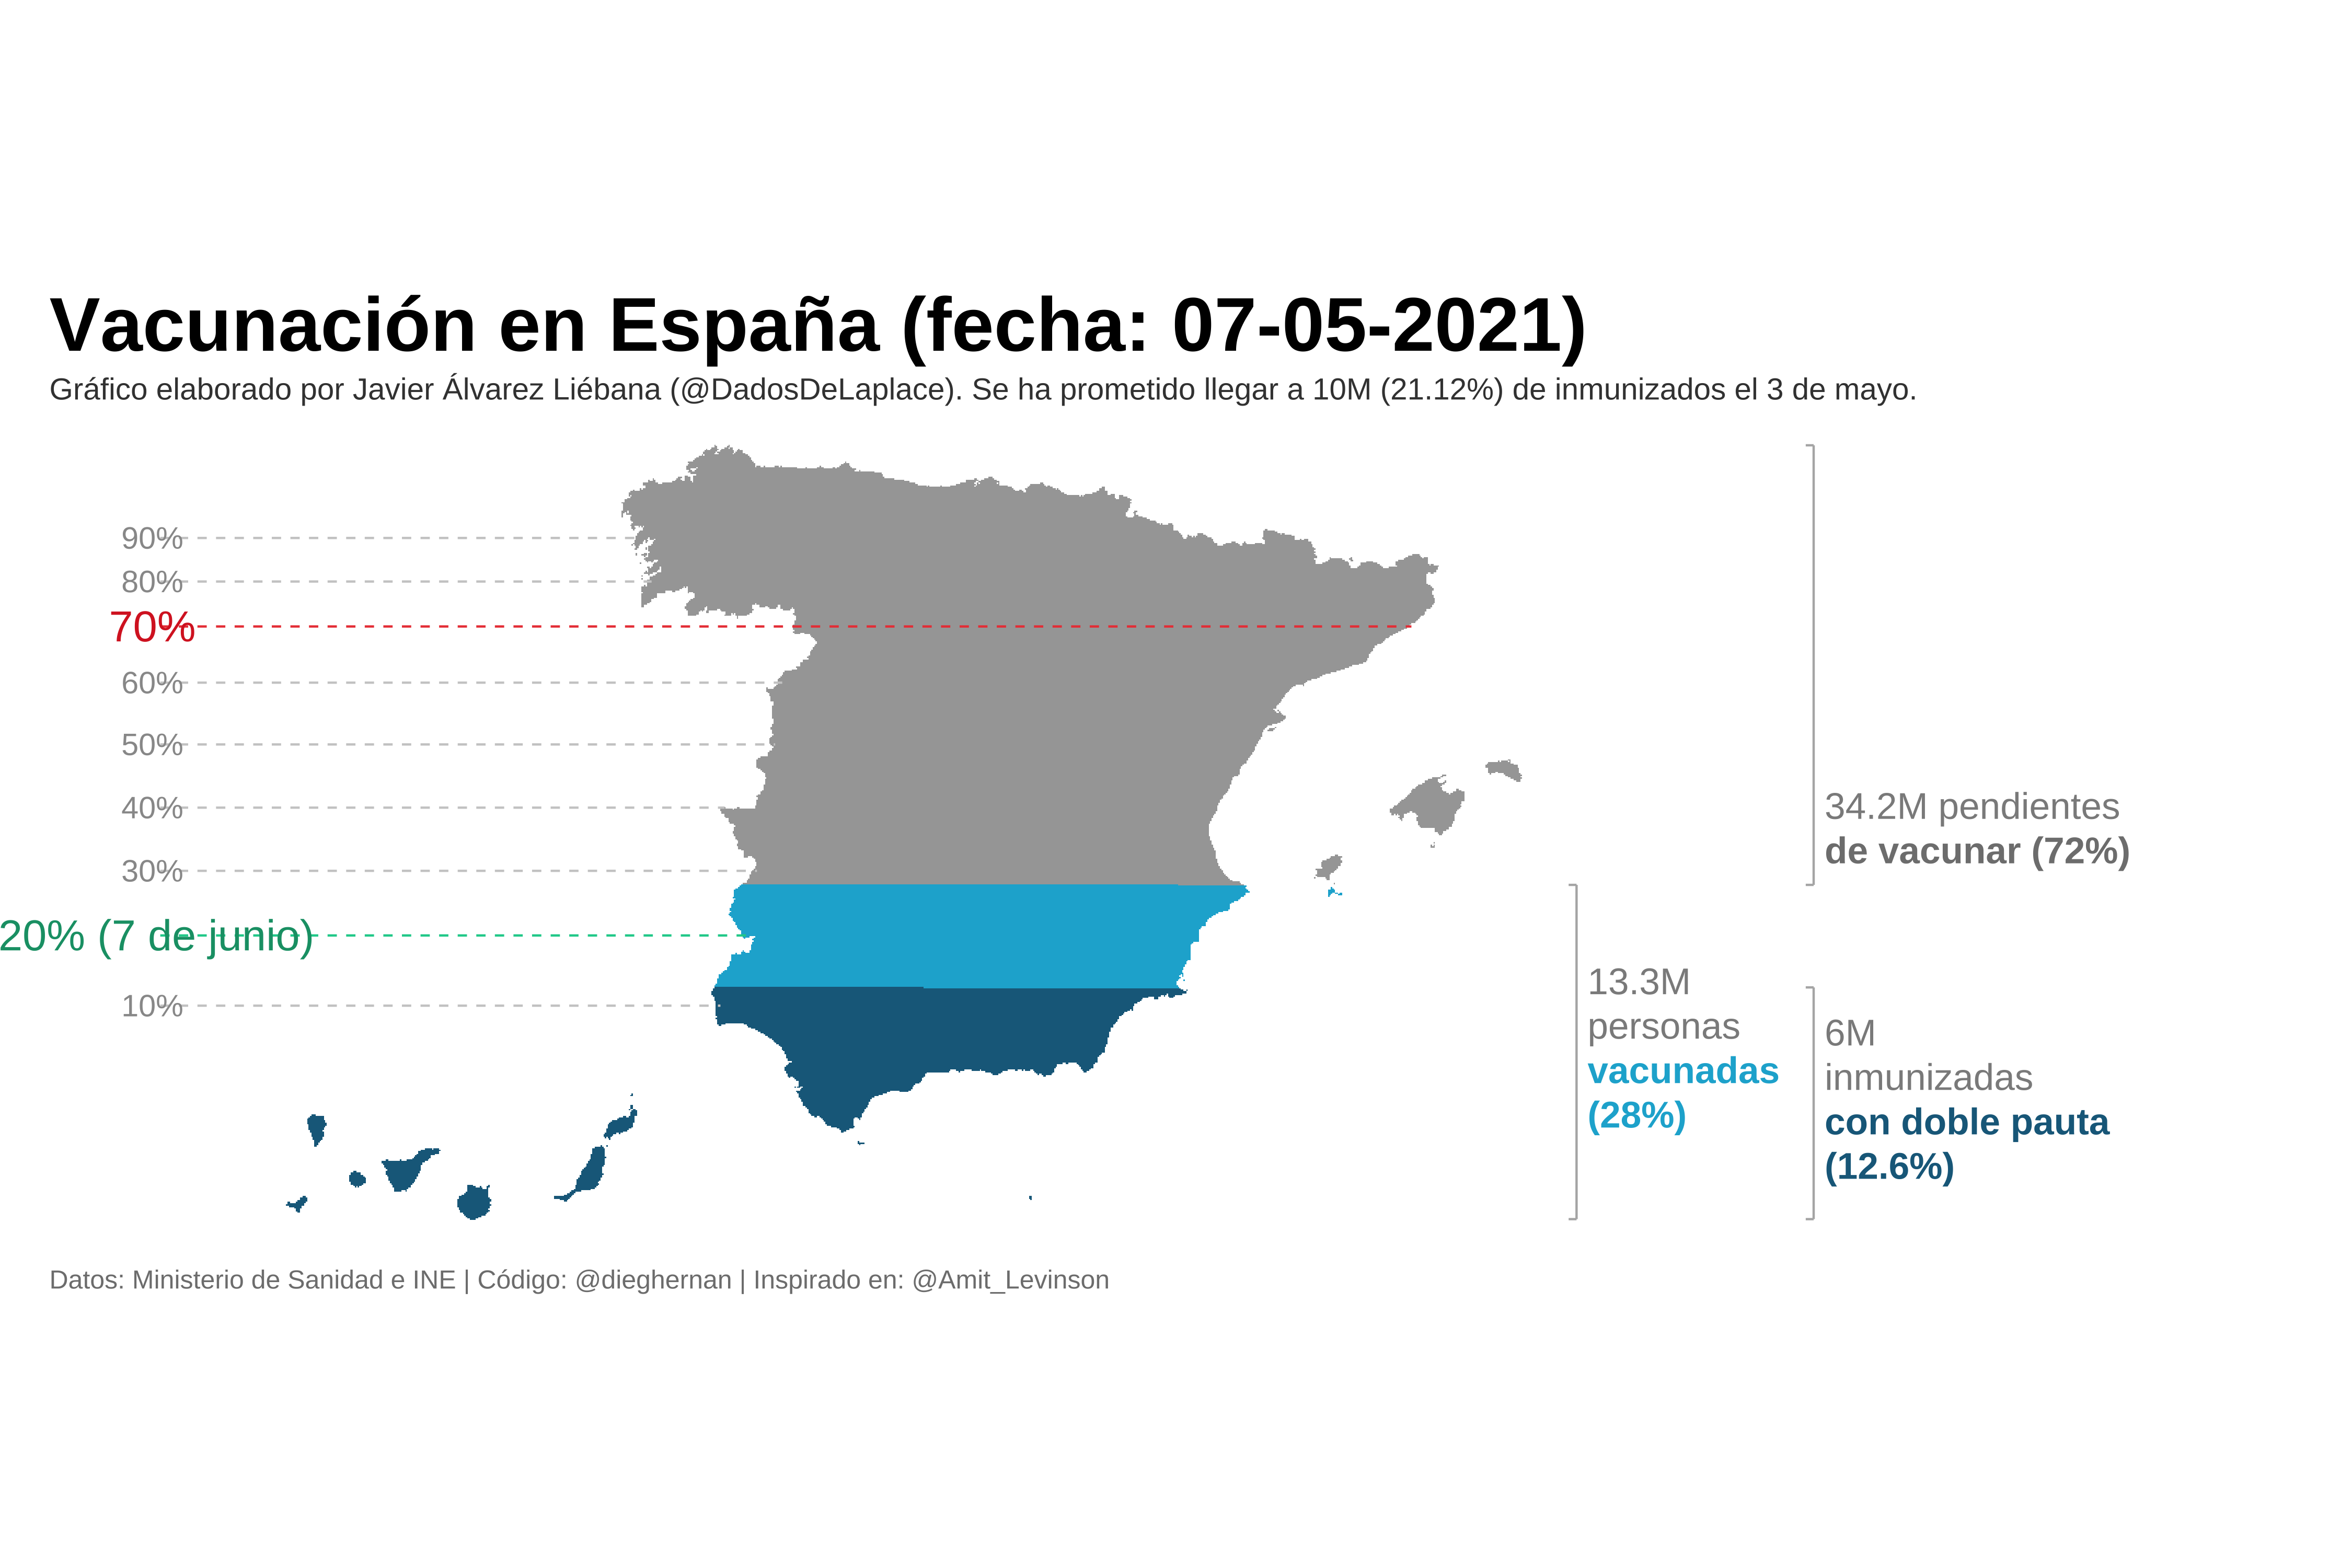 Vacunación en España (fecha: 07-05-2021)
Gráfico elaborado por Javier Álvarez Liébana (@DadosDeLaplace). Se ha prometido llegar a 10M (21.12%) de inmunizados el 3 de mayo.
90%
80%
70%
60%
50%
40%
30%
20% (7 de junio)
10%
34.2M pendientes
de vacunar (72%)
13.3M
personas
vacunadas
(28%)
6M
inmunizadas
con doble pauta
(12.6%)
Datos: Ministerio de Sanidad e INE | Código: @dieghernan | Inspirado en: @Amit_Levinson